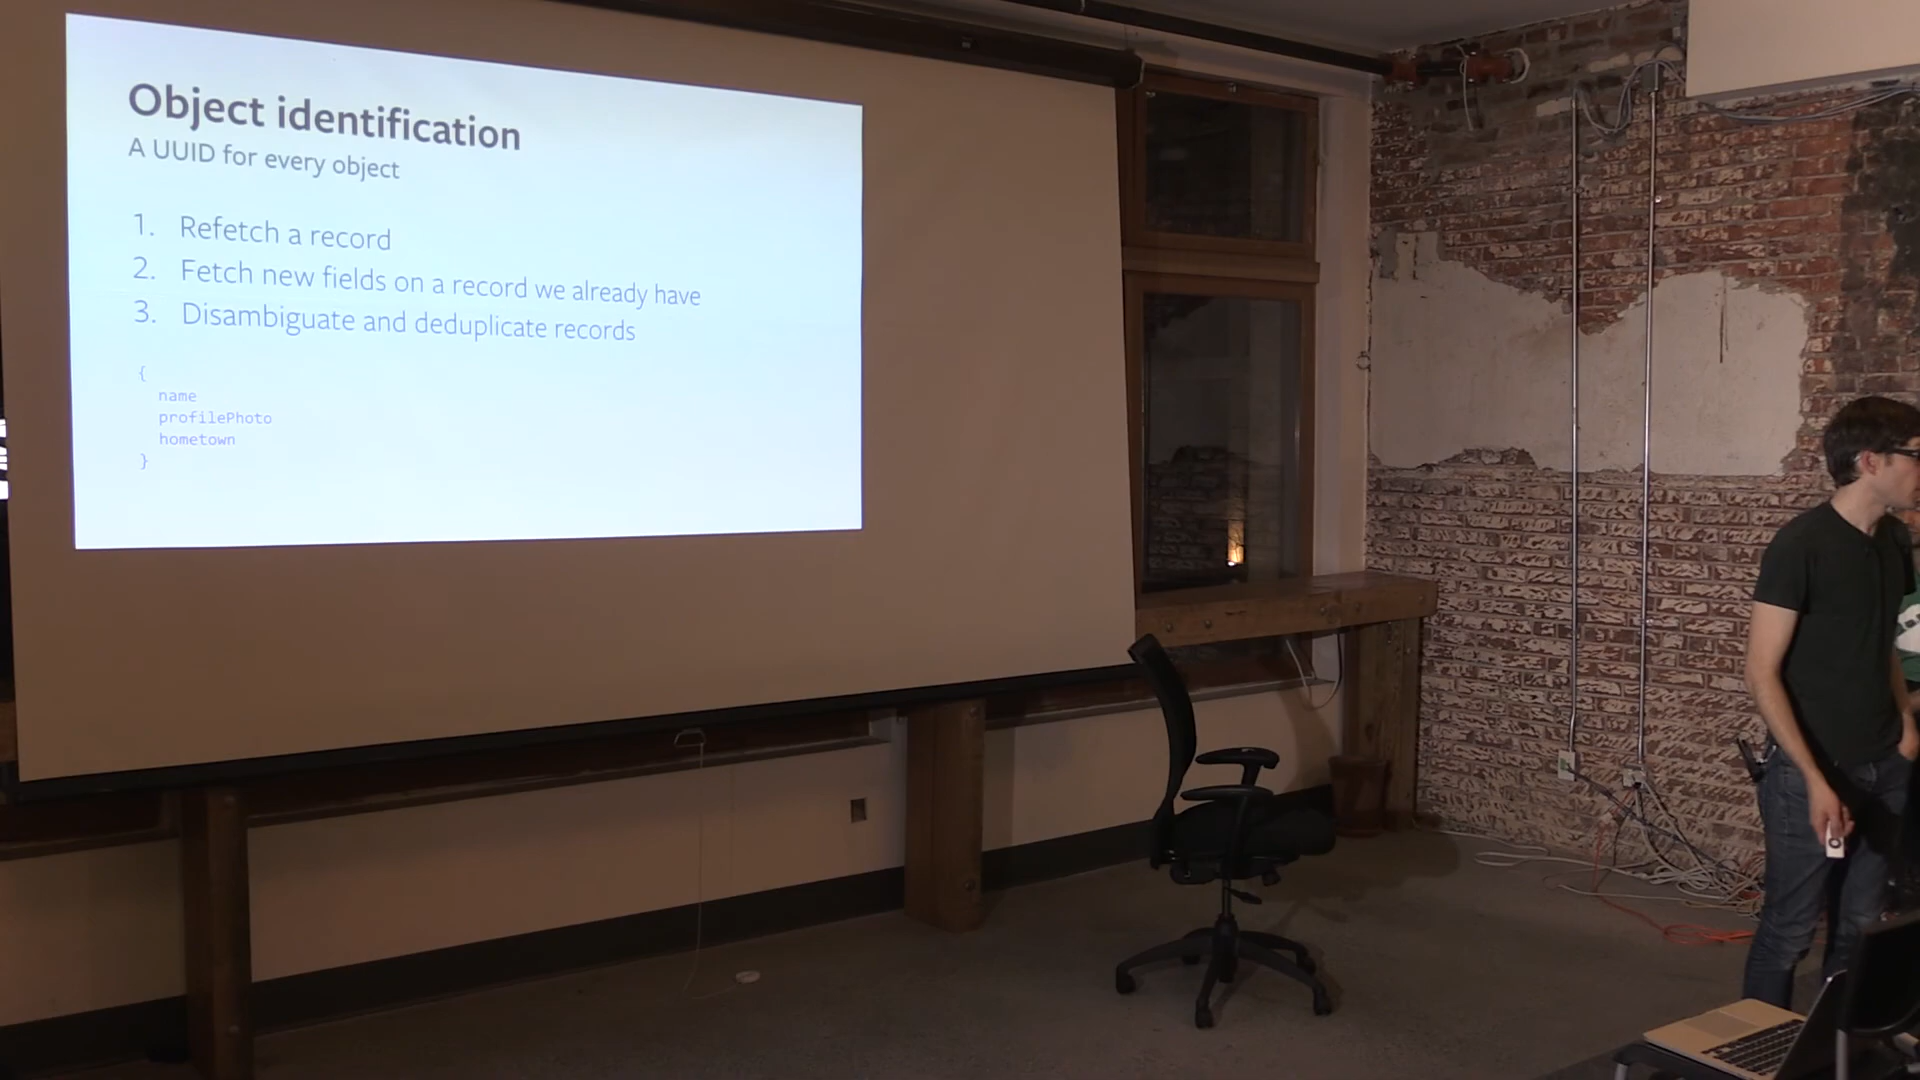 Object identification
A UUID for every object
1. Refetch a record
2. Fetch new fields on a record we already have
3. Disambiguate and deduplicate records
{
name
profilePhoto
hometown
}